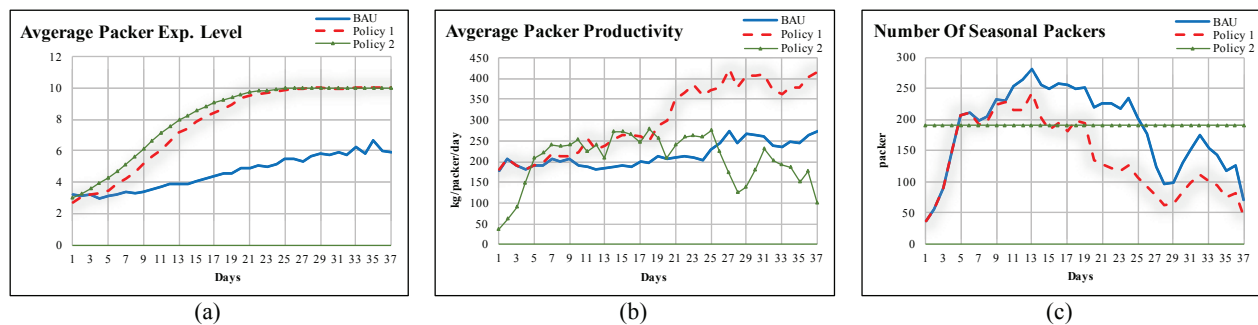 Avgerage Packer Exp. Level
BAU
Policy 1
Policy 2
12
10
8
6
4
2
0
1 3 5 7 9 11 13 15 17 19 21 23 25 27 29 31 33 35 37
Days
(a)
Avgerage Packer Productivity
BAU
Policy 1
Policy 2
kg/packer/day
450
400
350
300
250
200
150
100
50
0
1 3 5 7 9 11 13 15 17 19 21 23 25 27 29 31 33 35 37
Days
(b)
Number Of Seasonal Packers
BAU
Policy 1
Policy 2
packer
300
250
200
150
100
50
0
1 3 5 7 9 11 13 15 17 19 21 23 25 27 29 31 33 35 37
Days
(c)